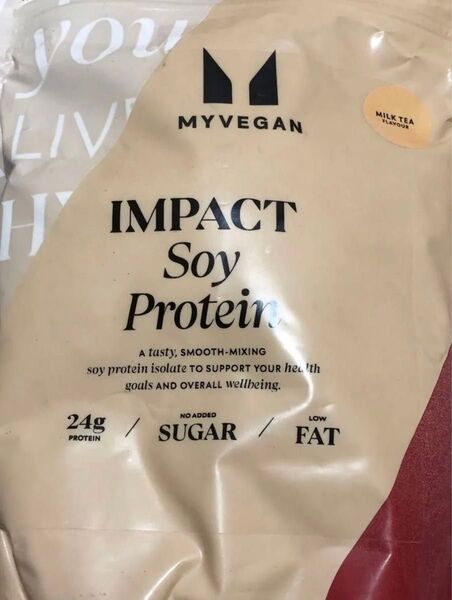 you
LIV
H
MYVEGAN
MILK TEA
FLAVOUR
IMPACT
Soy
Protein
A tasty, SMOOTH-MIXING
soy protein isolate TO SUPPORT YOUR health
goals AND OVERALL wellbeing.
24g / NO ADDED / LOW
PROTEIN SUGAR FAT